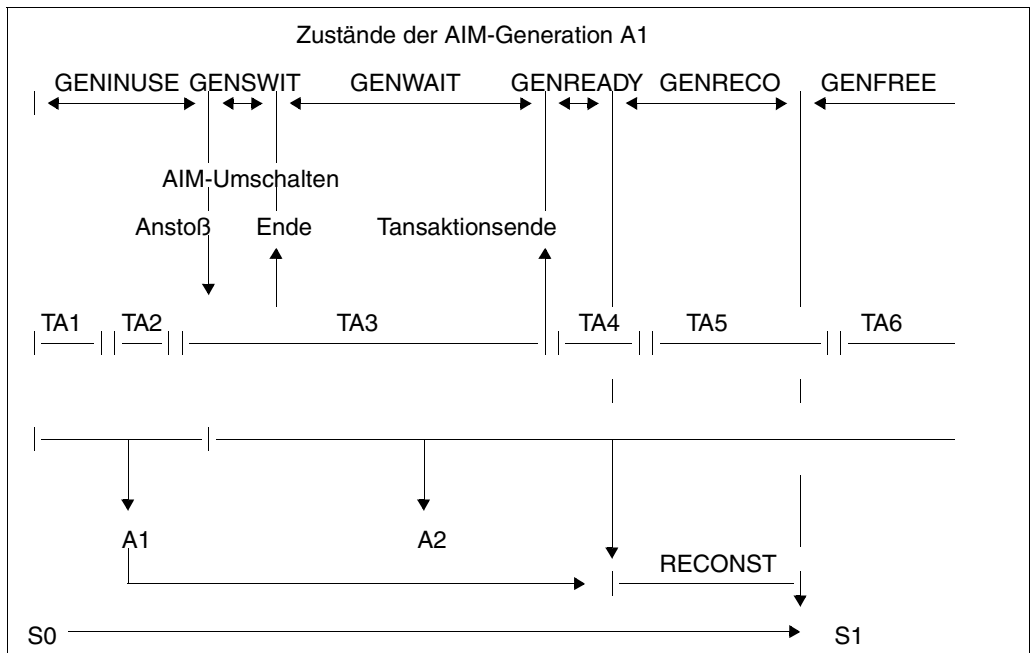 Zustände der AIM-Generation A1
GENINUSE GENSWIT GENWAIT GENREADY GENRECO GENFREE
AIM-Umschalten
Anstoß Ende Tansaktionsende
TA1 TA2 TA3 TA4 TA5 TA6
A1 A2
RECONST
S0 S1